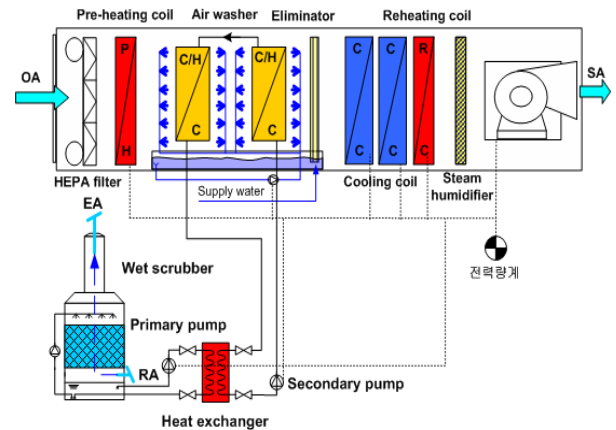 Pre-heating coil
Air washer
Eliminator
Reheating coil
OA
P
H
C/H
C
C/H
C
C
C
C
C
R
C
SA
HEPA filter
Supply water
Cooling coil
Steam
humidifier
EA
Wet scrubber
전력량계
Primary pump
RA
Secondary pump
Heat exchanger